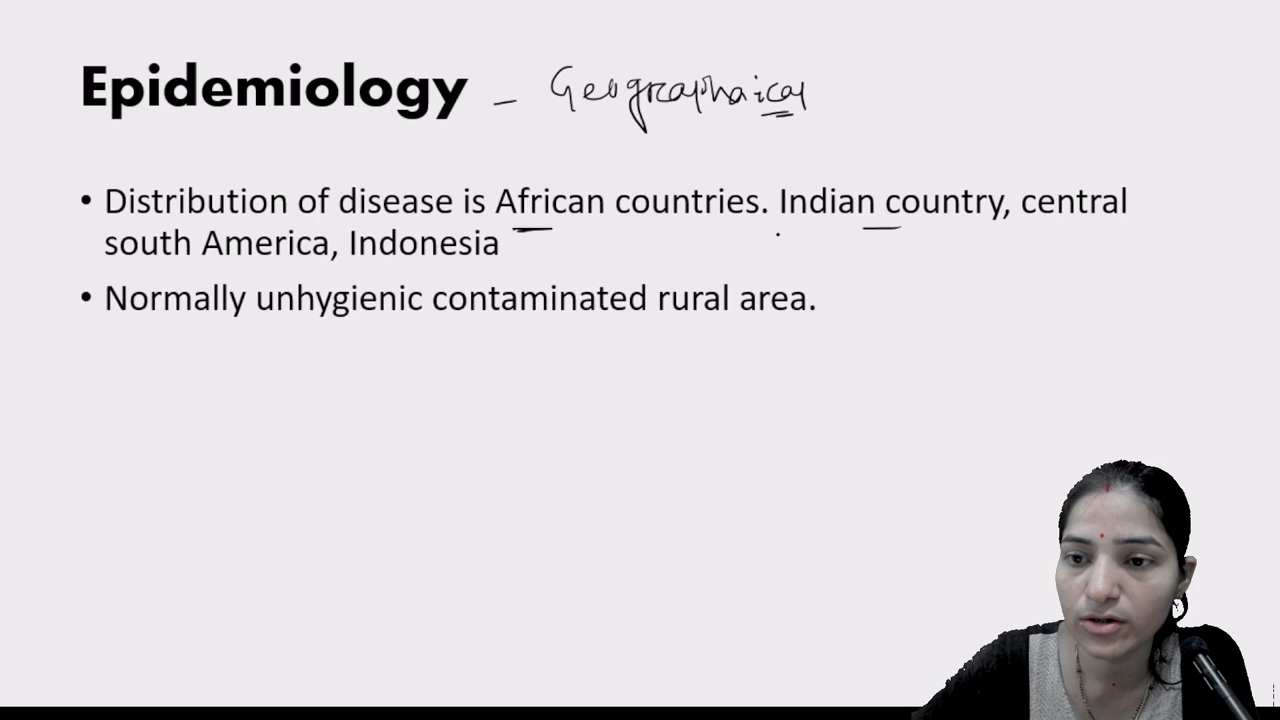 Epidemiology – Geographaical
• Distribution of disease is African countries. Indian country, central
south America, Indonesia
• Normally unhygienic contaminated rural area.